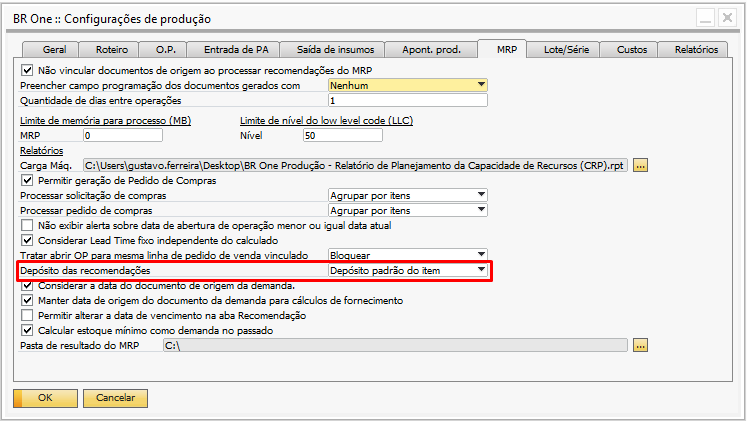 BR One :: Configurações de produção
Geral Roteiro O.P. Entrada de PA Saída de insumos Apont. prod. MRP Lote/Série Custos Relatórios
Não vincular documentos de origem ao processar recomendações do MRP
Preencher campo programação dos documentos gerados com Nenhum
Quantidade de dias entre operações 1
Limite de memória para processo (MB) Limite de nível do low level code (LLC)
MRP 0 Nível 50
Relatórios
Carga Máq. C:\Users\gustavo.ferreira\Desktop\BR One Produção - Relatório de Planejamento da Capacidade de Recursos (CRP).rpt ...
Permitir geração de Pedido de Compras
Processar solicitação de compras Agrupar por itens
Processar pedido de compras Agrupar por itens
Não exibir alerta sobre data de abertura de operação menor ou igual data atual
Considerar Lead Time fixo independente do calculado
Tratar abrir OP para mesma linha de pedido de venda vinculado Bloquear
Depósito das recomendações Depósito padrão do item
Considerar a data do documento de origem da demanda.
Manter data de origem do documento da demanda para cálculos de fornecimento
Permitir alterar a data de vencimento na aba Recomendação
Calcular estoque mínimo como demanda no passado
Pasta de resultado do MRP C:\ ...
OK Cancelar